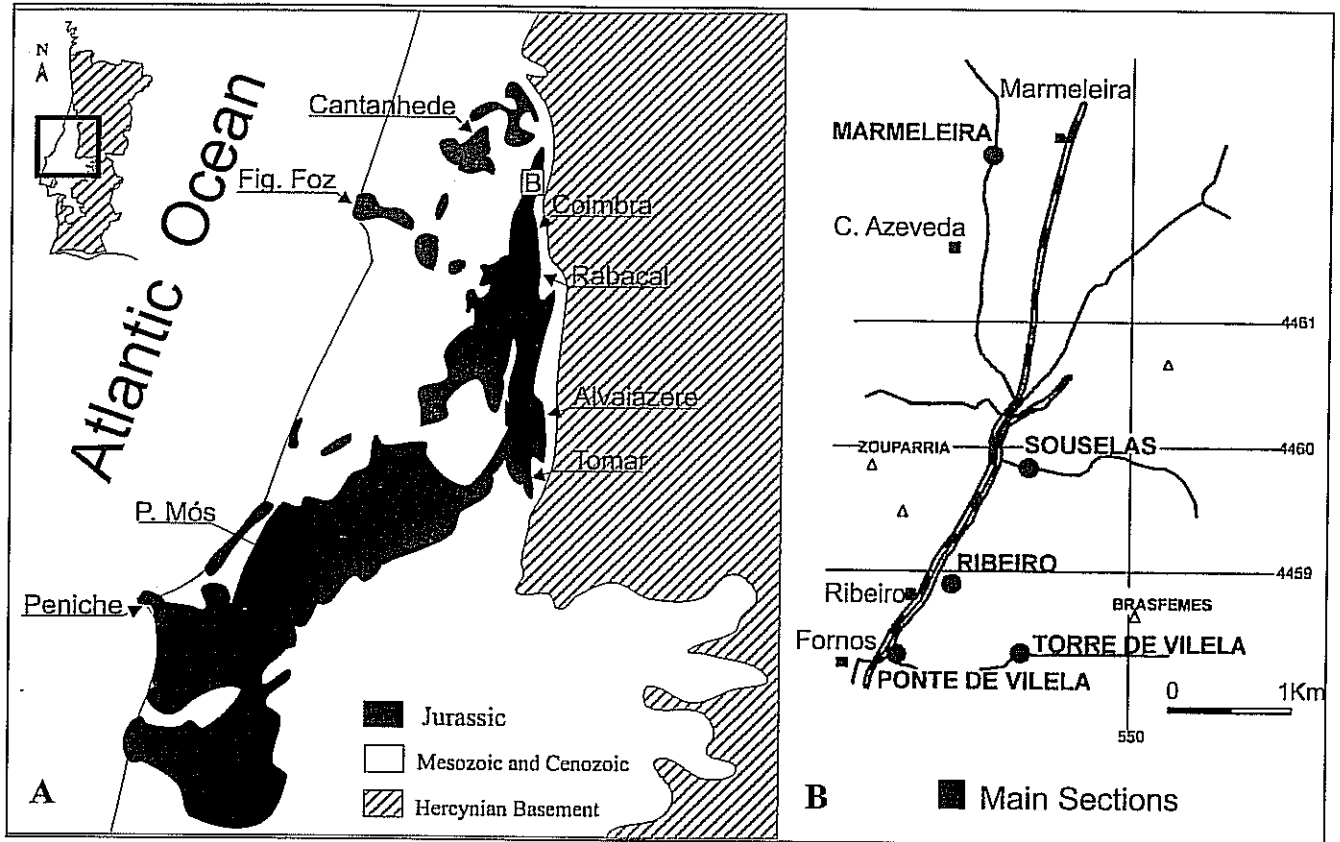 N
Atlantic Ocean
Cantanhede
Fig. Foz
B
Coimbra
Rabaçal
Alvaiázere
Tomar
P. Mós
Peniche
Jurassic
Mesozoic and Cenozoic
Hercynian Basement
A
Marmeleira
MARMELEIRA
C. Azeveda
4461
ZOUPARRIA
SOUSELAS
4460
RIBEIRO
4459
Ribeiro
BRASFEMES
Fornos
TORRE DE VILELA
PONTE DE VILELA
0 1Km
550
B
Main Sections